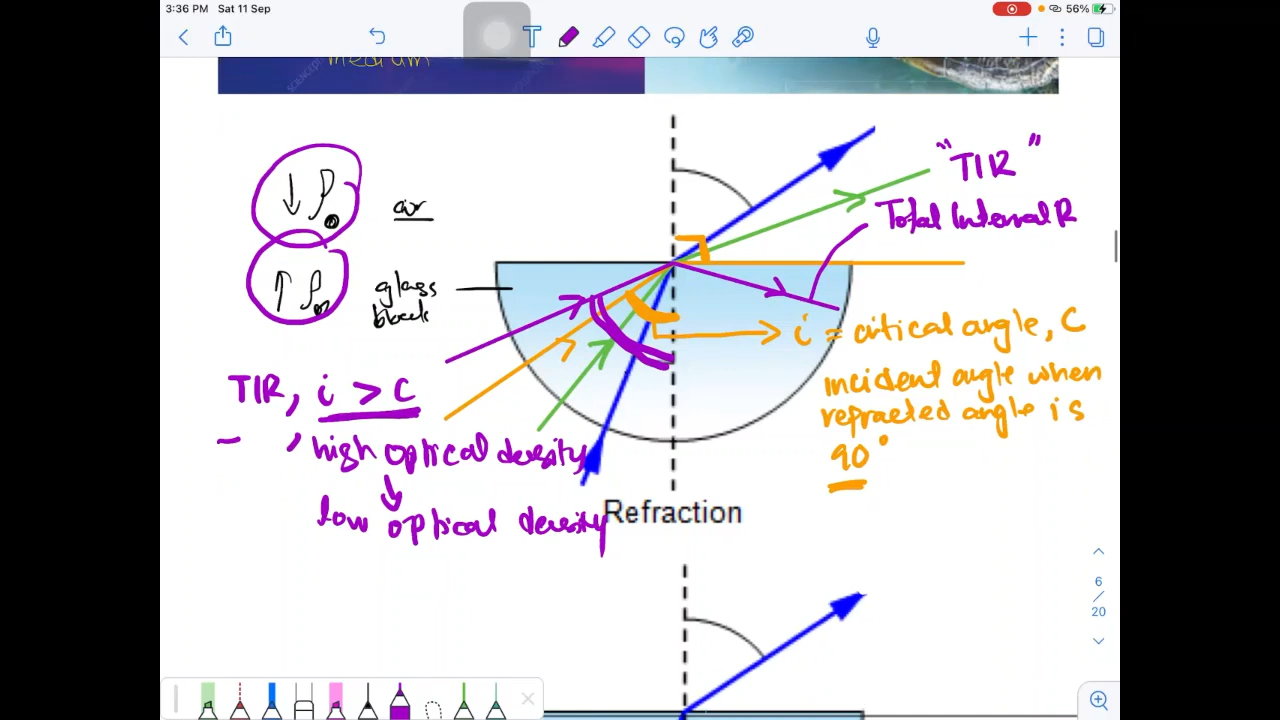 3:36 PM Sat 11 Sep
56%
medium
"TIR"
Total Internal R
↓ρ
air
↑ρ
glass
block
i = critical angle, C
incident angle when
refracted angle is
90°
TIR, i > C
high optical density
↓
low optical density
Refraction
6
/
20